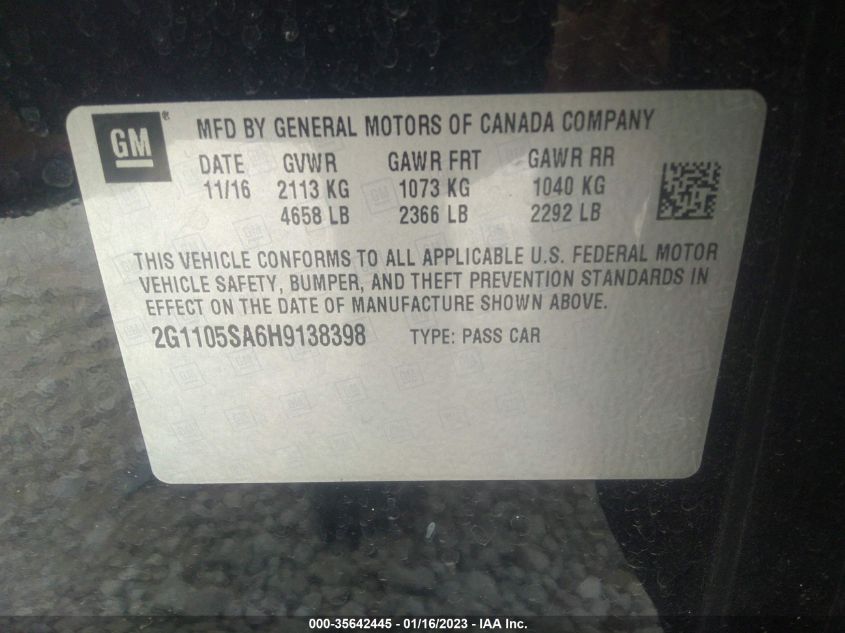 GM ® MFD BY GENERAL MOTORS OF CANADA COMPANY
DATE GVWR GAWR FRT GAWR RR
11/16 2113 KG 1073 KG 1040 KG
4658 LB 2366 LB 2292 LB
THIS VEHICLE CONFORMS TO ALL APPLICABLE U.S. FEDERAL MOTOR
VEHICLE SAFETY, BUMPER, AND THEFT PREVENTION STANDARDS IN
EFFECT ON THE DATE OF MANUFACTURE SHOWN ABOVE.
2G1105SA6H9138398 TYPE: PASS CAR
000-35642445 - 01/16/2023 - IAA Inc.